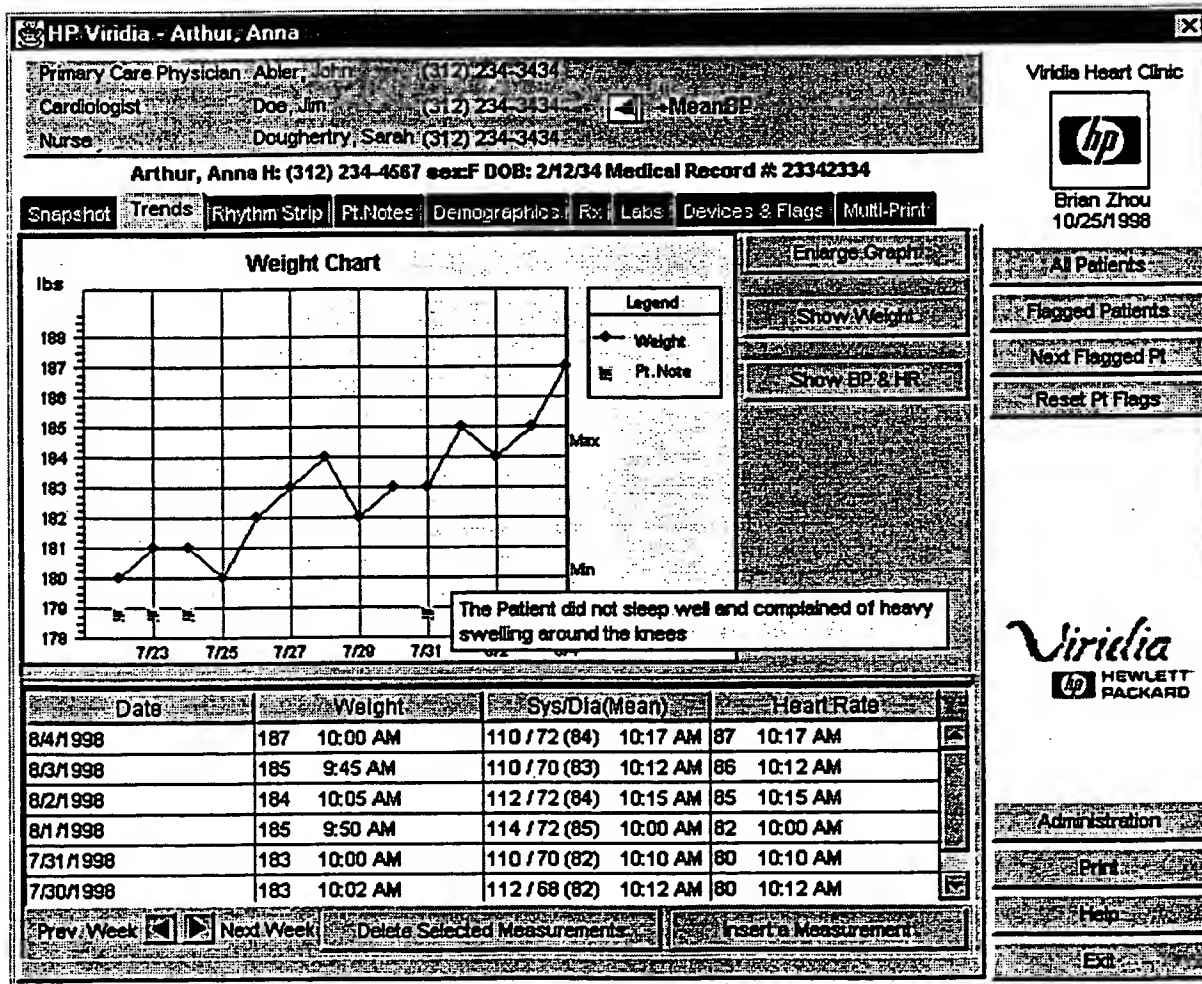 HP Viridia - Arthur, Anna
Primary Care Physician Abler, John (312) 234-3434
Cardiologist Doe, Jim (312) 234-3434 +MeanBP
Nurse Doughertry, Sarah (312) 234-3434
Arthur, Anna H: (312) 234-4567 sex:F DOB: 2/12/34 Medical Record #: 23342334
Snapshot Trends Rhythm Strip Pt.Notes Demographics Rx Labs Devices & Flags Multi-Print
Weight Chart
lbs
188
187
186
185
184
183
182
181
180
179
178
7/23 7/25 7/27 7/29 7/31
Max
Min
Legend
Weight
Pt.Note
The Patient did not sleep well and complained of heavy
swelling around the knees
Enlarge Graph
Show Weight
Show BP & HR
Date Weight Sys/Dia(Mean) Heart Rate
8/4/1998 187 10:00 AM 110 / 72 (84) 10:17 AM 87 10:17 AM
8/3/1998 185 9:45 AM 110 / 70 (83) 10:12 AM 86 10:12 AM
8/2/1998 184 10:05 AM 112 / 72 (84) 10:15 AM 85 10:15 AM
8/1/1998 185 9:50 AM 114 / 72 (85) 10:00 AM 82 10:00 AM
7/31/1998 183 10:00 AM 110 / 70 (82) 10:10 AM 80 10:10 AM
7/30/1998 183 10:02 AM 112 / 68 (82) 10:12 AM 80 10:12 AM
Prev. Week Next Week Delete Selected Measurements Insert a Measurement
Viridia Heart Clinic
hp
Brian Zhou
10/25/1998
All Patients
Flagged Patients
Next Flagged Pt
Reset Pt Flags
Viridia
hp HEWLETT
PACKARD
Administration
Print
Help
Exit